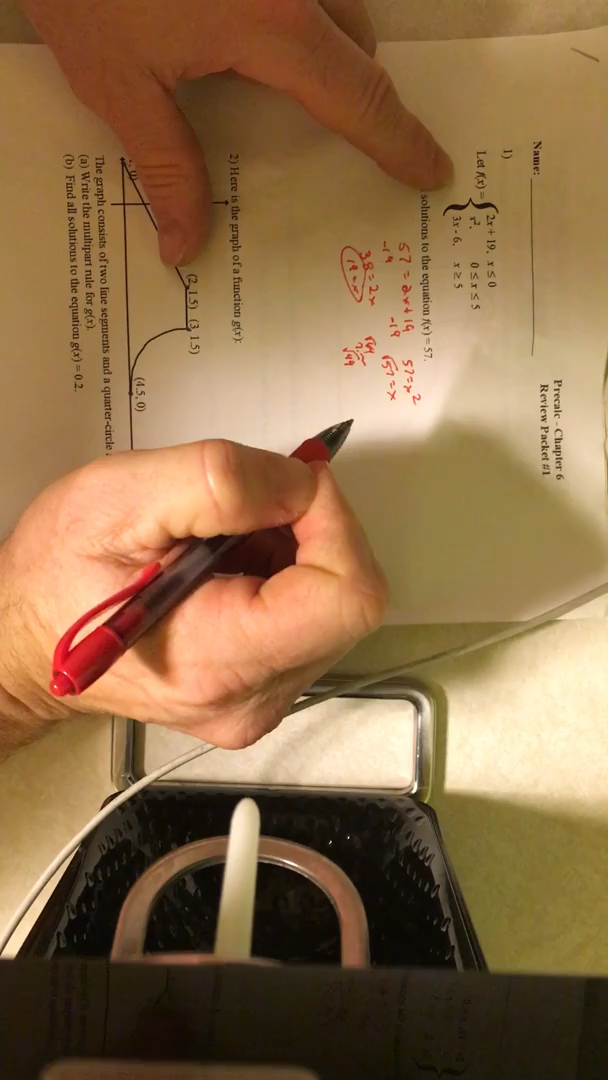 Precalc - Chapter 6
Review Packet #1
Name:
1)
Let f(x) = { 2x + 19, x ≤ 0
x², 0 ≤ x ≤ 5
3x - 6, x ≥ 5
solutions to the equation f(x) = 57.
57 = 2x + 19 57 = x²
-19 -19 √57 = x
38 = 2x
19 = x √49
2) Here is the graph of a function g(x):
(2, 1.5) (3, 1.5)
(4.5, 0)
The graph consists of two line segments and a quarter-circle
(a) Write the multipart rule for g(x).
(b) Find all solutions to the equation g(x) = 0.2.